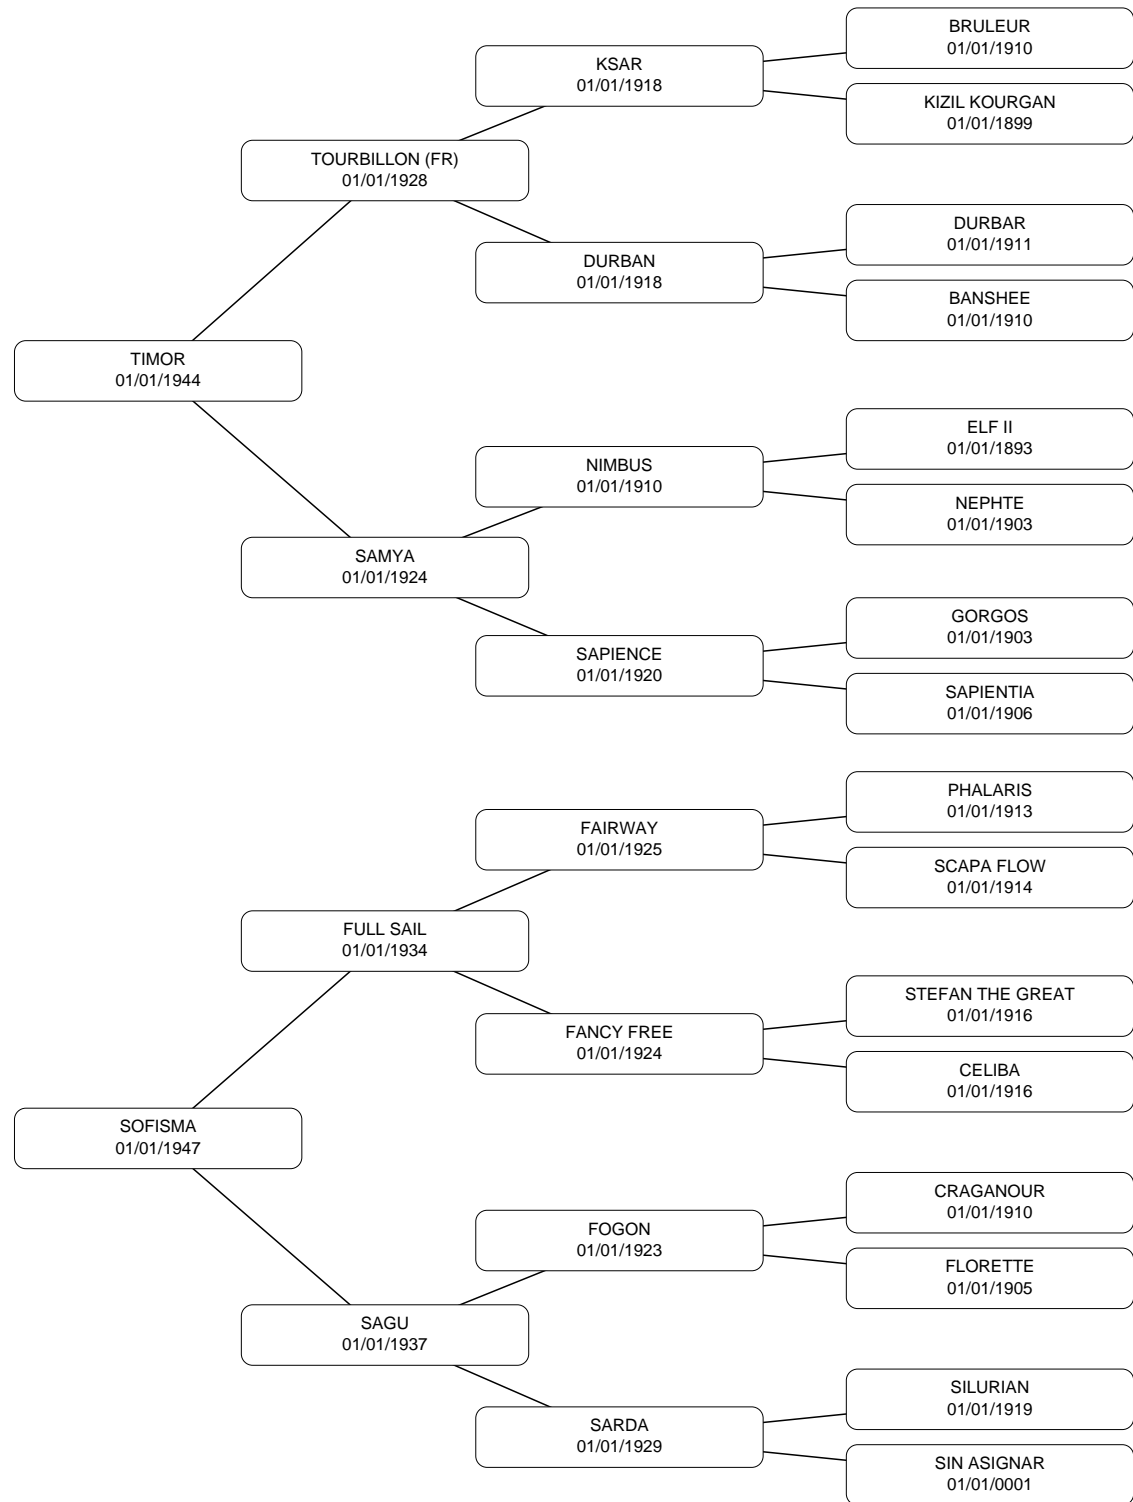 BRULEUR
01/01/1910
KSAR
01/01/1918
KIZIL KOURGAN
01/01/1899
TOURBILLON (FR)
01/01/1928
DURBAR
01/01/1911
DURBAN
01/01/1918
BANSHEE
01/01/1910
TIMOR
01/01/1944
ELF II
01/01/1893
NIMBUS
01/01/1910
NEPHTE
01/01/1903
SAMYA
01/01/1924
GORGOS
01/01/1903
SAPIENCE
01/01/1920
SAPIENTIA
01/01/1906
PHALARIS
01/01/1913
FAIRWAY
01/01/1925
SCAPA FLOW
01/01/1914
FULL SAIL
01/01/1934
STEFAN THE GREAT
01/01/1916
FANCY FREE
01/01/1924
CELIBA
01/01/1916
SOFISMA
01/01/1947
CRAGANOUR
01/01/1910
FOGON
01/01/1923
FLORETTE
01/01/1905
SAGU
01/01/1937
SILURIAN
01/01/1919
SARDA
01/01/1929
SIN ASIGNAR
01/01/0001